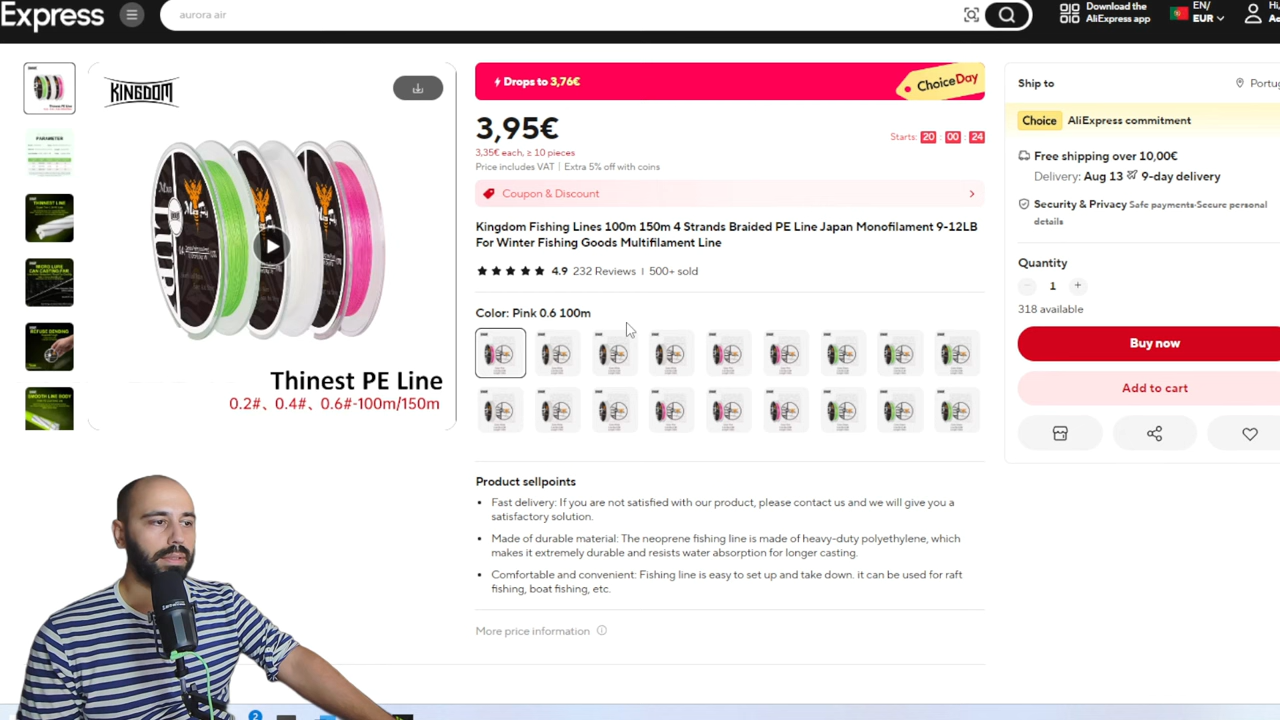 Express
aurora air
Download the
AliExpress app
EN/
EUR
Hi,
KINGDOM
Thinest PE Line
0.2#、0.4#、0.6#-100m/150m
Drops to 3,76€
ChoiceDay
3,95€
Starts: 20 : 00 : 24
3,35€ each, ≥ 10 pieces
Price includes VAT | Extra 5% off with coins
Coupon & Discount
Kingdom Fishing Lines 100m 150m 4 Strands Braided PE Line Japan Monofilament 9-12LB
For Winter Fishing Goods Multifilament Line
4.9 232 Reviews | 500+ sold
Color: Pink 0.6 100m
Product sellpoints
• Fast delivery: If you are not satisfied with our product, please contact us and we will give you a
satisfactory solution.
• Made of durable material: The neoprene fishing line is made of heavy-duty polyethylene, which
makes it extremely durable and resists water absorption for longer casting.
• Comfortable and convenient: Fishing line is easy to set up and take down. it can be used for raft
fishing, boat fishing, etc.
More price information
Ship to
Portug
Choice AliExpress commitment
Free shipping over 10,00€
Delivery: Aug 13 9-day delivery
Security & Privacy Safe payments·Secure personal
details
Quantity
1
318 available
Buy now
Add to cart
2